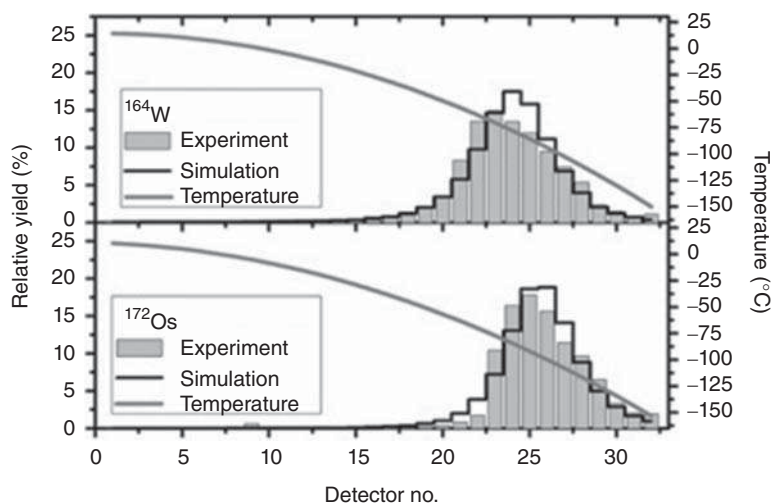 Relative yield (%)
25
20
15
10
5
0
¹⁶⁴W
Experiment
Simulation
Temperature
25
0
−25
−50
−75
−100
−125
−150
Temperature (°C)
25
20
15
10
5
0
¹⁷²Os
Experiment
Simulation
Temperature
25
0
−25
−50
−75
−100
−125
−150
0 5 10 15 20 25 30
Detector no.